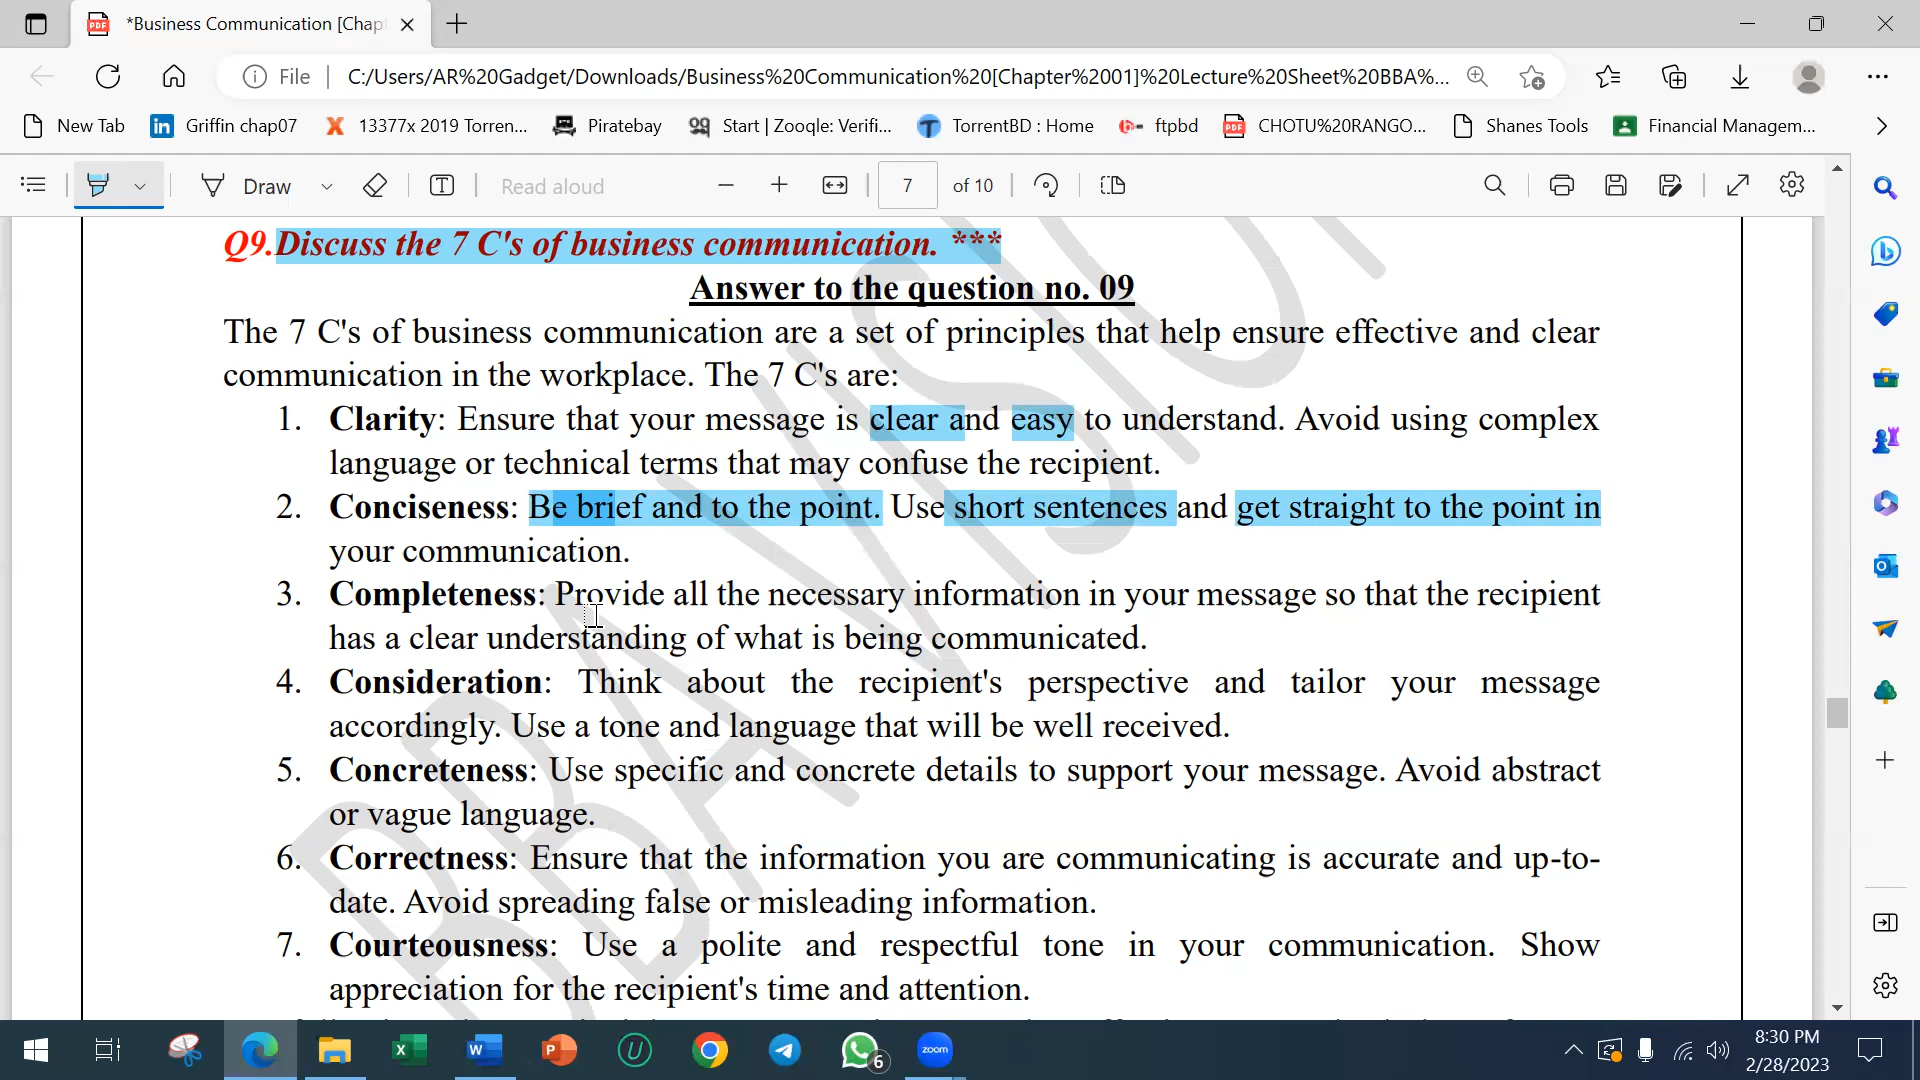 *Business Communication [Chap
File
C:/Users/AR%20Gadget/Downloads/Business%20Communication%20[Chapter%2001]%20Lecture%20Sheet%20BBA%...
New Tab
Griffin chap07
13377x 2019 Torren...
Piratebay
Start | Zooqle: Verifi...
TorrentBD : Home
ftpbd
CHOTU%20RANGO...
Shanes Tools
Financial Managem...
Draw
Read aloud
7 of 10
Q9.Discuss the 7 C's of business communication. ***
Answer to the question no. 09
The 7 C's of business communication are a set of principles that help ensure effective and clear
communication in the workplace. The 7 C's are:
1. Clarity: Ensure that your message is clear and easy to understand. Avoid using complex
language or technical terms that may confuse the recipient.
2. Conciseness: Be brief and to the point. Use short sentences and get straight to the point in
your communication.
3. Completeness: Provide all the necessary information in your message so that the recipient
has a clear understanding of what is being communicated.
4. Consideration: Think about the recipient's perspective and tailor your message
accordingly. Use a tone and language that will be well received.
5. Concreteness: Use specific and concrete details to support your message. Avoid abstract
or vague language.
6. Correctness: Ensure that the information you are communicating is accurate and up-to-
date. Avoid spreading false or misleading information.
7. Courteousness: Use a polite and respectful tone in your communication. Show
appreciation for the recipient's time and attention.
BBA VISION
zoom
6
8:30 PM
2/28/2023